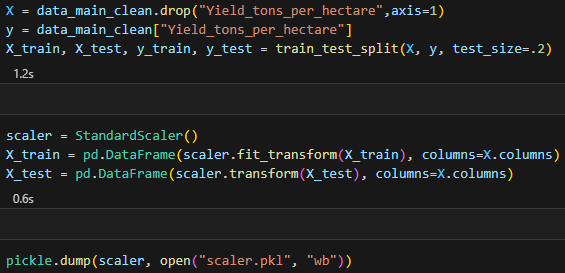 X = data_main_clean.drop("Yield_tons_per_hectare",axis=1)
y = data_main_clean["Yield_tons_per_hectare"]
X_train, X_test, y_train, y_test = train_test_split(X, y, test_size=.2)
1.2s
scaler = StandardScaler()
X_train = pd.DataFrame(scaler.fit_transform(X_train), columns=X.columns)
X_test = pd.DataFrame(scaler.transform(X_test), columns=X.columns)
0.6s
pickle.dump(scaler, open("scaler.pkl", "wb"))